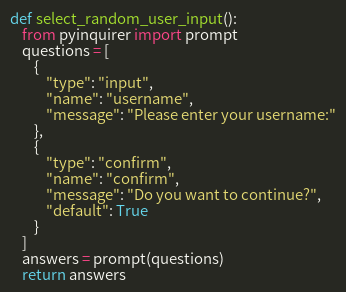 def select_random_user_input():
    from pyinquirer import prompt
    questions = [
        {
            "type": "input",
            "name": "username",
            "message": "Please enter your username:"
        },
        {
            "type": "confirm",
            "name": "confirm",
            "message": "Do you want to continue?",
            "default": True
        }
    ]
    answers = prompt(questions)
    return answers